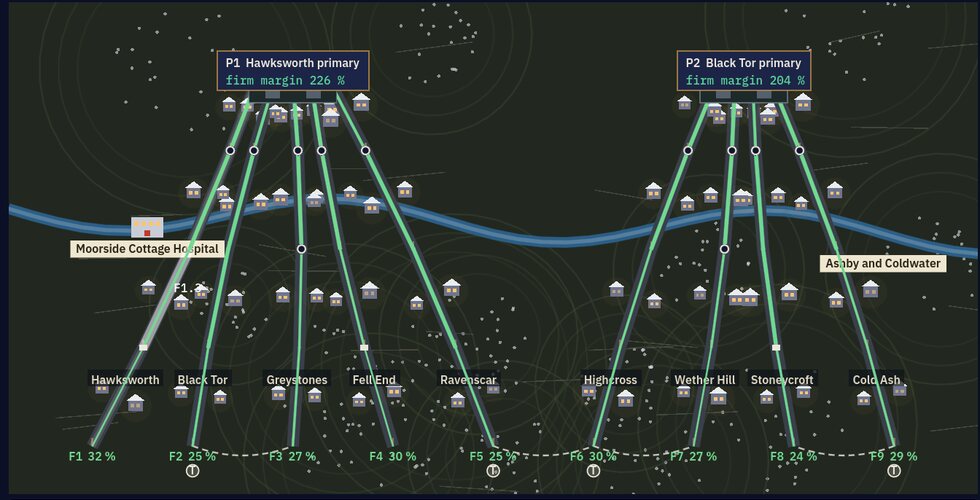 P1 Hawksworth primary
firm margin 226 %
P2 Black Tor primary
firm margin 204 %
Moorside Cottage Hospital
Ashby and Coldwater
Hawksworth
Black Tor
Greystones
Fell End
Ravenscar
Highcross
Wether Hill
Stoneycroft
Cold Ash
F1 32 %
F2 25 %
F3 27 %
F4 30 %
F5 25 %
F6 30 %
F7 27 %
F8 24 %
F9 29 %
T
T
T
T